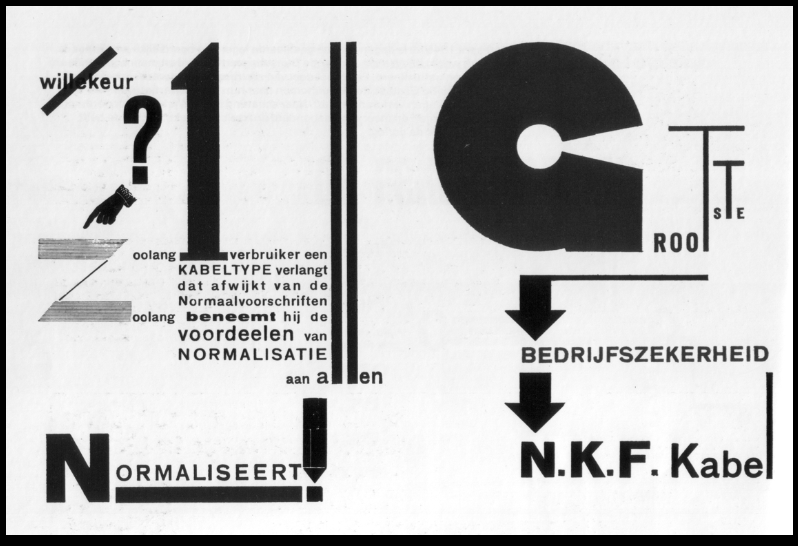 willekeur
?
Zoolang 1 verbruiker een
KABELTYPE verlangt
dat afwijkt van de
Normaalvoorschriften
Zoolang beneemt hij de
voordeelen van
NORMALISATIE
aan allen
NORMALISEERT!
GROOTSTE
BEDRIJFSZEKERHEID
N.K.F. Kabel